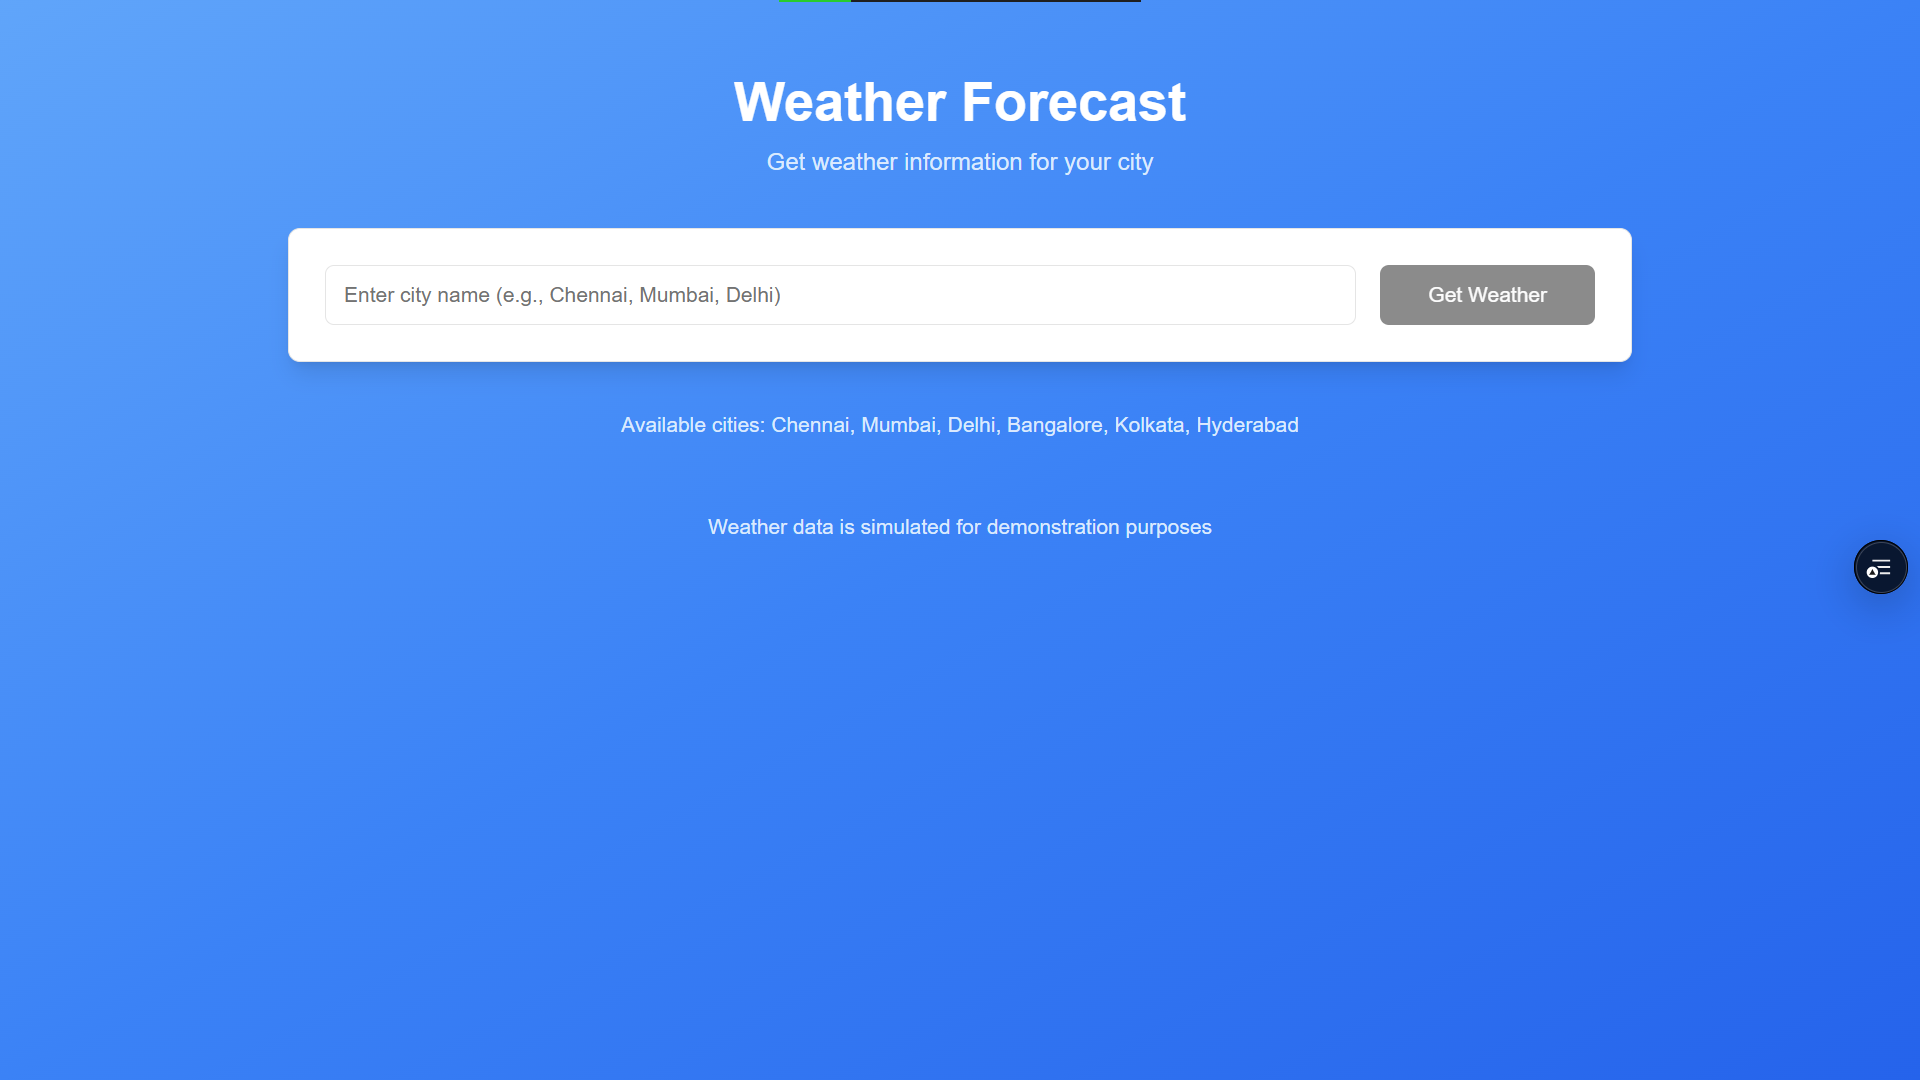 Weather Forecast
Get weather information for your city
Enter city name (e.g., Chennai, Mumbai, Delhi)
Get Weather
Available cities: Chennai, Mumbai, Delhi, Bangalore, Kolkata, Hyderabad
Weather data is simulated for demonstration purposes